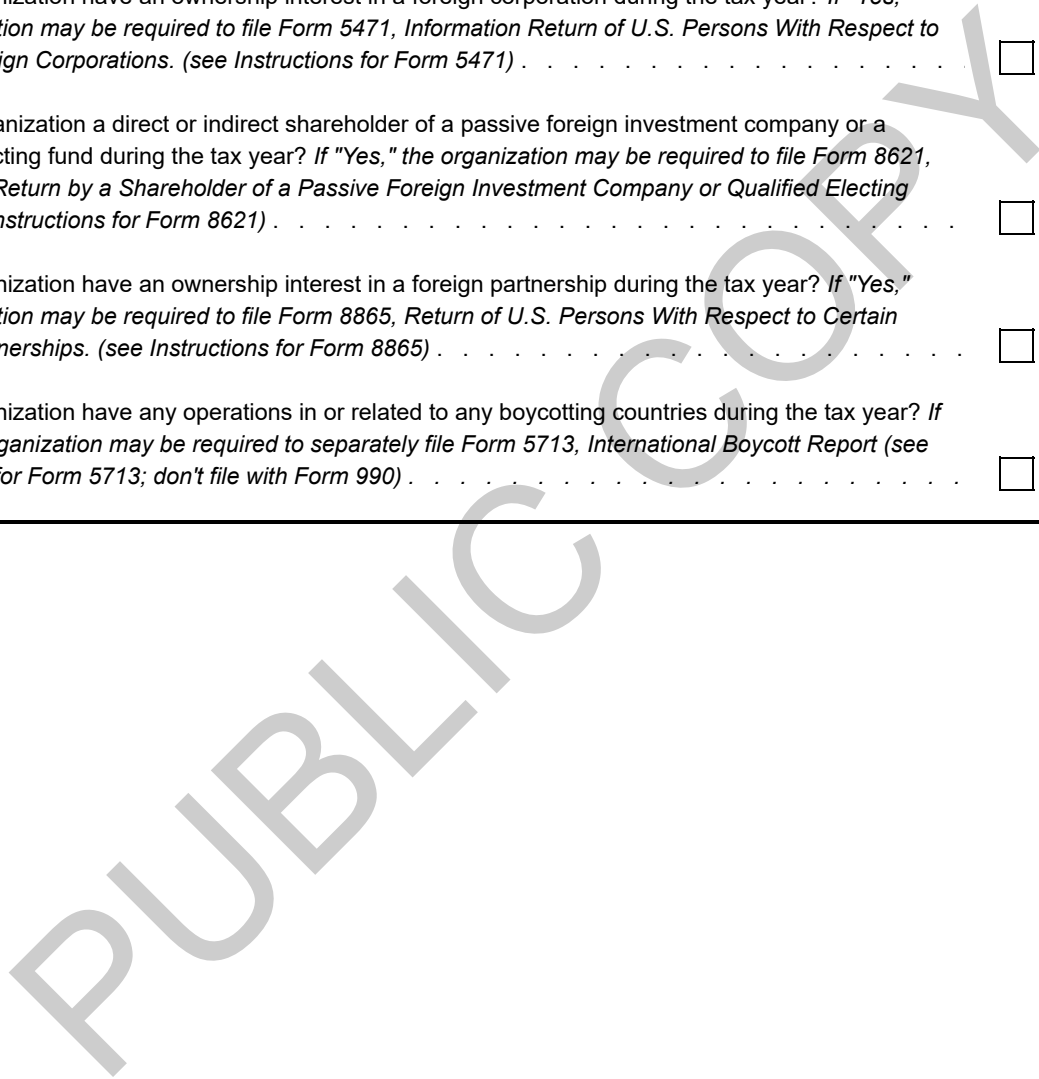 nization have an ownership interest in a foreign corporation during the tax year? If "Yes,"
tion may be required to file Form 5471, Information Return of U.S. Persons With Respect to
ign Corporations. (see Instructions for Form 5471) . . . . . . . . . . . . . . . . . .
anization a direct or indirect shareholder of a passive foreign investment company or a
cting fund during the tax year? If "Yes," the organization may be required to file Form 8621,
Return by a Shareholder of a Passive Foreign Investment Company or Qualified Electing
nstructions for Form 8621) . . . . . . . . . . . . . . . . . . . . . . . . . . .
nization have an ownership interest in a foreign partnership during the tax year? If "Yes,"
tion may be required to file Form 8865, Return of U.S. Persons With Respect to Certain
nerships. (see Instructions for Form 8865) . . . . . . . . . . . . . . . . . . . . .
nization have any operations in or related to any boycotting countries during the tax year? If
ganization may be required to separately file Form 5713, International Boycott Report (see
for Form 5713; don't file with Form 990) . . . . . . . . . . . . . . . . . . . . . .
PUBLIC COPY